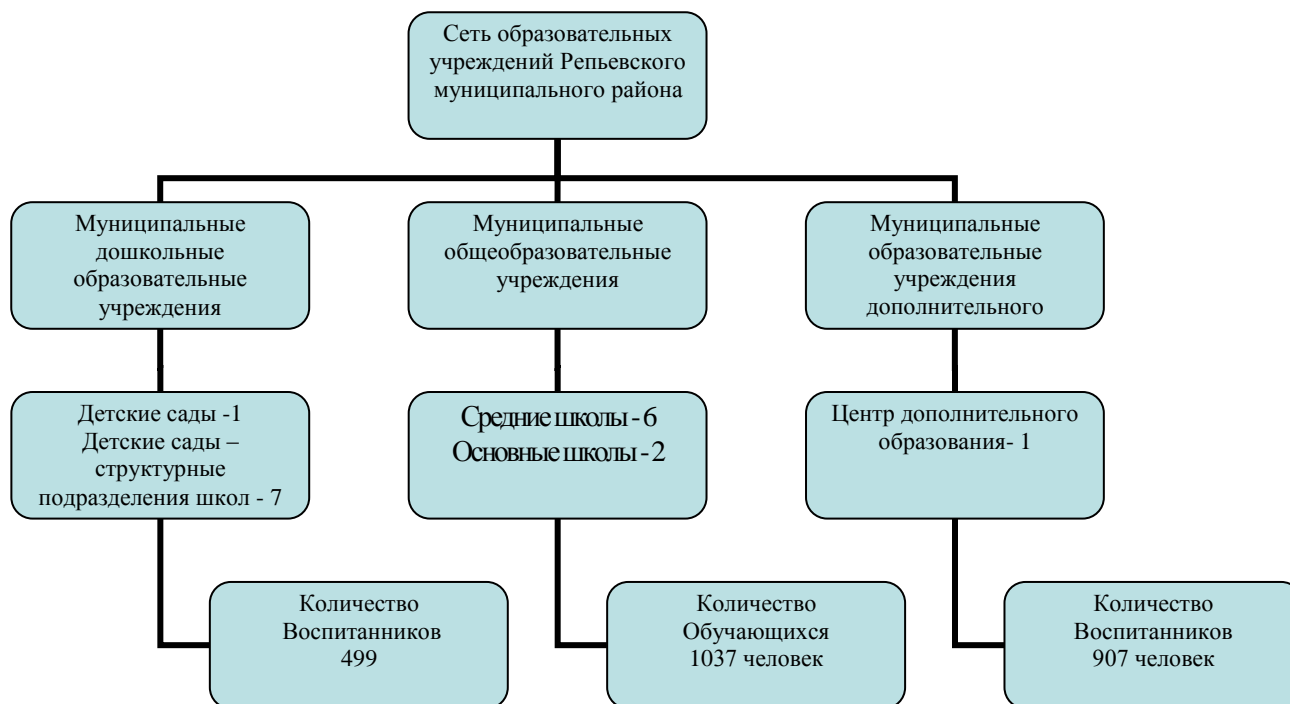 Сеть образовательных
учреждений Репьевского
муниципального района
Муниципальные
дошкольные
образовательные
учреждения
Муниципальные
общеобразовательные
учреждения
Муниципальные
образовательные
учреждения
дополнительного
Детские сады -1
Детские сады –
структурные
подразделения школ - 7
Средние школы - 6
Основные школы - 2
Центр дополнительного
образования- 1
Количество
Воспитанников
499
Количество
Обучающихся
1037 человек
Количество
Воспитанников
907 человек